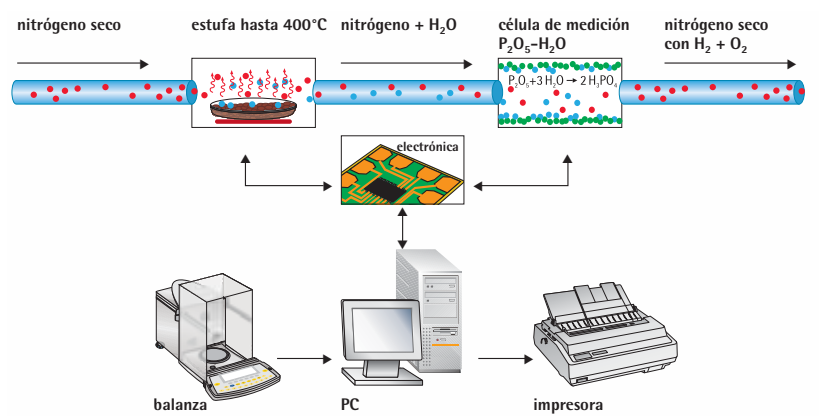 nitrógeno seco
estufa hasta 400°C
nitrógeno + H₂O
célula de medición
P₂O₅-H₂O
nitrógeno seco
con H₂ + O₂
P₂O₅+3 H₂O → 2 H₃PO₄
electrónica
balanza
PC
impresora